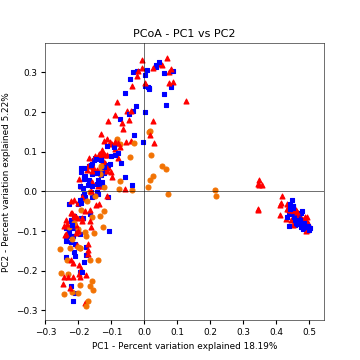 PCoA - PC1 vs PC2
PC2 - Percent variation explained 5.22%
0.3
0.2
0.1
0.0
−0.1
−0.2
−0.3
−0.3 −0.2 −0.1 0.0 0.1 0.2 0.3 0.4 0.5
PC1 - Percent variation explained 18.19%